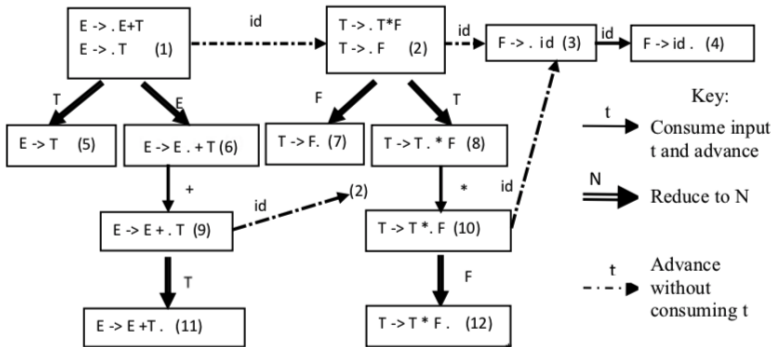 E -> . E+T
E -> . T (1)
id
T -> . T*F
T -> . F (2)
id
F -> . id (3)
id
F -> id . (4)
T
E
F
T
Key:
t
Consume input
t and advance
E -> T (5)
E -> E . + T (6)
T -> F. (7)
T -> T . * F (8)
N
Reduce to N
+
id
(2)
*
id
E -> E + . T (9)
T -> T *. F (10)
t
Advance
without
consuming t
T
F
E -> E +T . (11)
T -> T * F . (12)